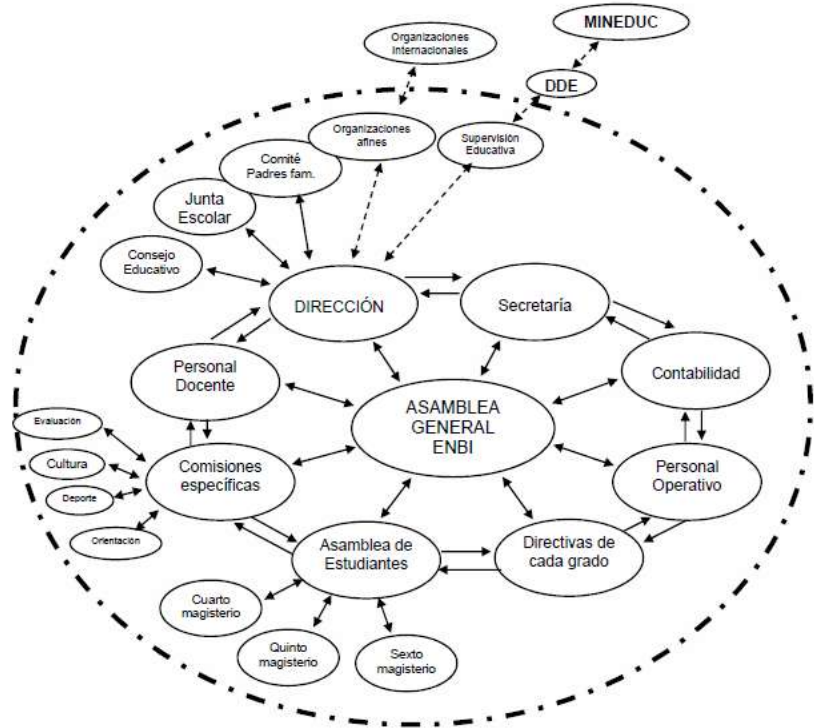 MINEDUC
Organizaciones
Internacionales
DDE
Organizaciones
afines
Supervisión
Educativa
Comité
Padres fam.
Junta
Escolar
Consejo
Educativo
DIRECCIÓN
Secretaría
Personal
Docente
Contabilidad
ASAMBLEA
GENERAL
ENBI
Evaluación
Cultura
Deporte
Orientación
Comisiones
específicas
Personal
Operativo
Asamblea de
Estudiantes
Directivas de
cada grado
Cuarto
magisterio
Quinto
magisterio
Sexto
magisterio